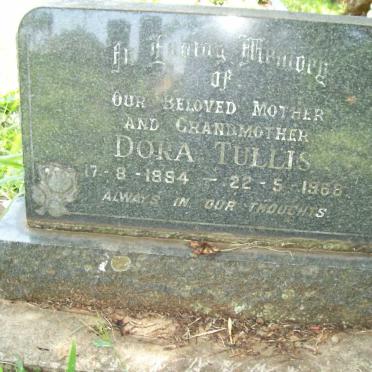 In Loving Memory
of
OUR BELOVED MOTHER
AND GRANDMOTHER
DORA TULLIS
17-8-1894 - 22-5-1968
ALWAYS IN OUR THOUGHTS